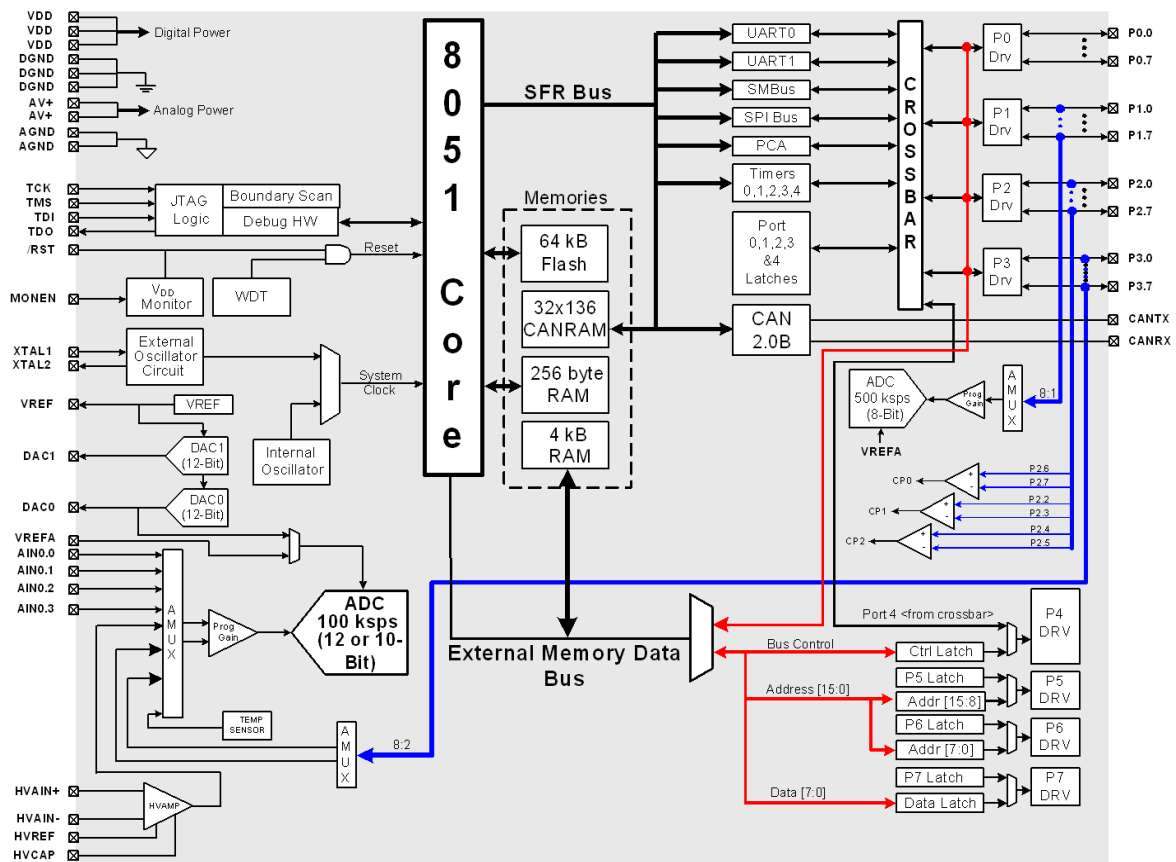 VDD
VDD
VDD
Digital Power
DGND
DGND
DGND
AV+
AV+
Analog Power
AGND
AGND
TCK
TMS
TDI
TDO
JTAG
Logic
Boundary Scan
Debug HW
/RST
Reset
MONEN
VDD
Monitor
WDT
XTAL1
XTAL2
External
Oscillator
Circuit
System
Clock
Internal
Oscillator
VREF
VREF
DAC1
DAC1
(12-Bit)
DAC0
DAC0
(12-Bit)
VREFA
AIN0.0
AIN0.1
AIN0.2
AIN0.3
A
M
U
X
Prog
Gain
ADC
100 ksps
(12 or 10-
Bit)
TEMP
SENSOR
A
M
U
X
8:2
HVAIN+
HVAIN-
HVREF
HVCAP
HVAMP
8
0
5
1
C
o
r
e
SFR Bus
Memories
64 kB
Flash
32x136
CANRAM
256 byte
RAM
4 kB
RAM
External Memory Data
Bus
UART0
UART1
SMBus
SPI Bus
PCA
Timers
0,1,2,3,4
Port
0,1,2,3
&4
Latches
CAN
2.0B
C
R
O
S
S
B
A
R
P0
Drv
P1
Drv
P2
Drv
P3
Drv
P0.0
P0.7
P1.0
P1.7
P2.0
P2.7
P3.0
P3.7
CANTX
CANRX
ADC
500 ksps
(8-Bit)
VREFA
Prog
Gain
A
M
U
X
8:1
CP0
+
-
P2.6
P2.7
CP1
+
-
P2.2
P2.3
CP2
+
-
P2.4
P2.5
Port 4 <from crossbar>
Bus Control
Ctrl Latch
P4
DRV
Address [15:0]
P5 Latch
Addr [15:8]
P5
DRV
P6 Latch
Addr [7:0]
P6
DRV
Data [7:0]
P7 Latch
Data Latch
P7
DRV